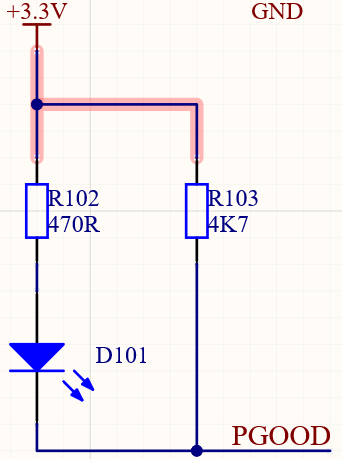 +3.3V
GND
R102
470R
R103
4K7
D101
PGOOD